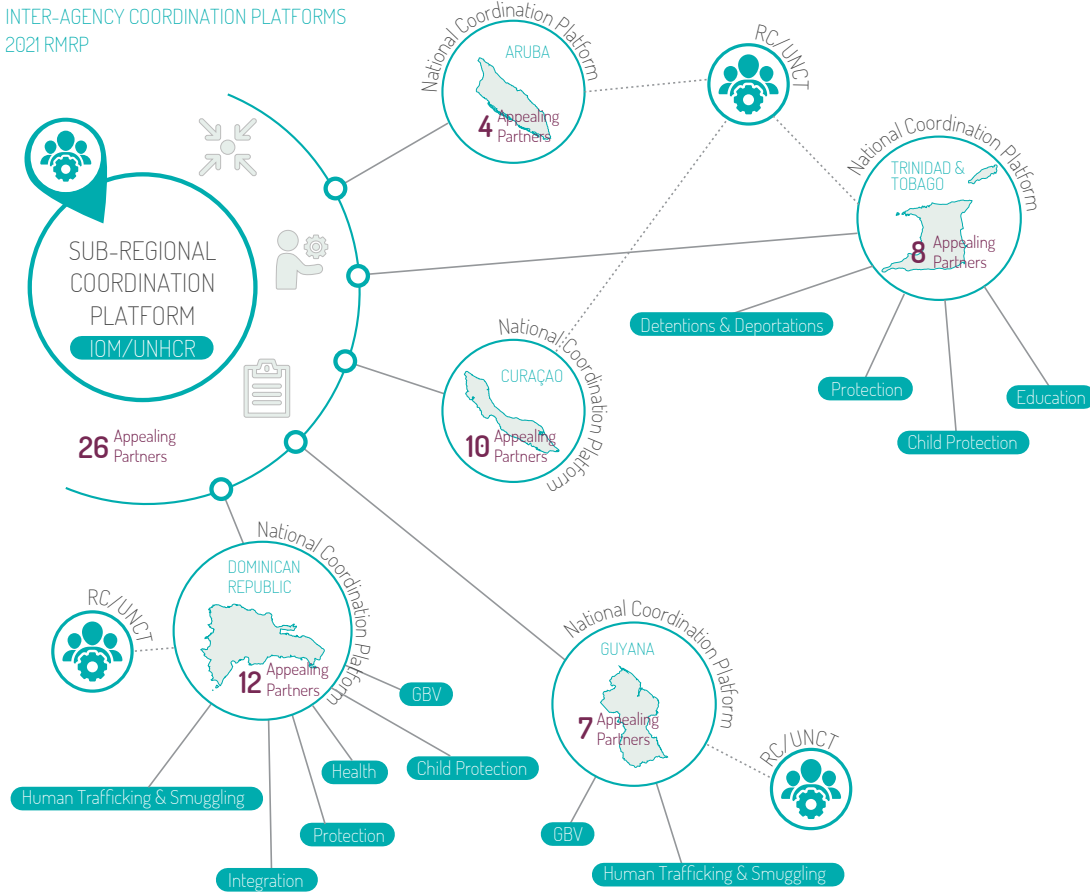 INTER-AGENCY COORDINATION PLATFORMS
2021 RMRP
National Coordination Platform
ARUBA
4 Appealing
Partners
RC/UNCT
National Coordination Platform
TRINIDAD &
TOBAGO
8 Appealing
Partners
SUB-REGIONAL
COORDINATION
PLATFORM
IOM/UNHCR
26 Appealing
Partners
Detentions & Deportations
Protection
Education
Child Protection
National Coordination Platform
CURAÇAO
10 Appealing
Partners
National Coordination Platform
DOMINICAN
REPUBLIC
12 Appealing
Partners
RC/UNCT
GBV
Child Protection
Health
Human Trafficking & Smuggling
Protection
Integration
National Coordination Platform
GUYANA
7 Appealing
Partners
RC/UNCT
GBV
Human Trafficking & Smuggling